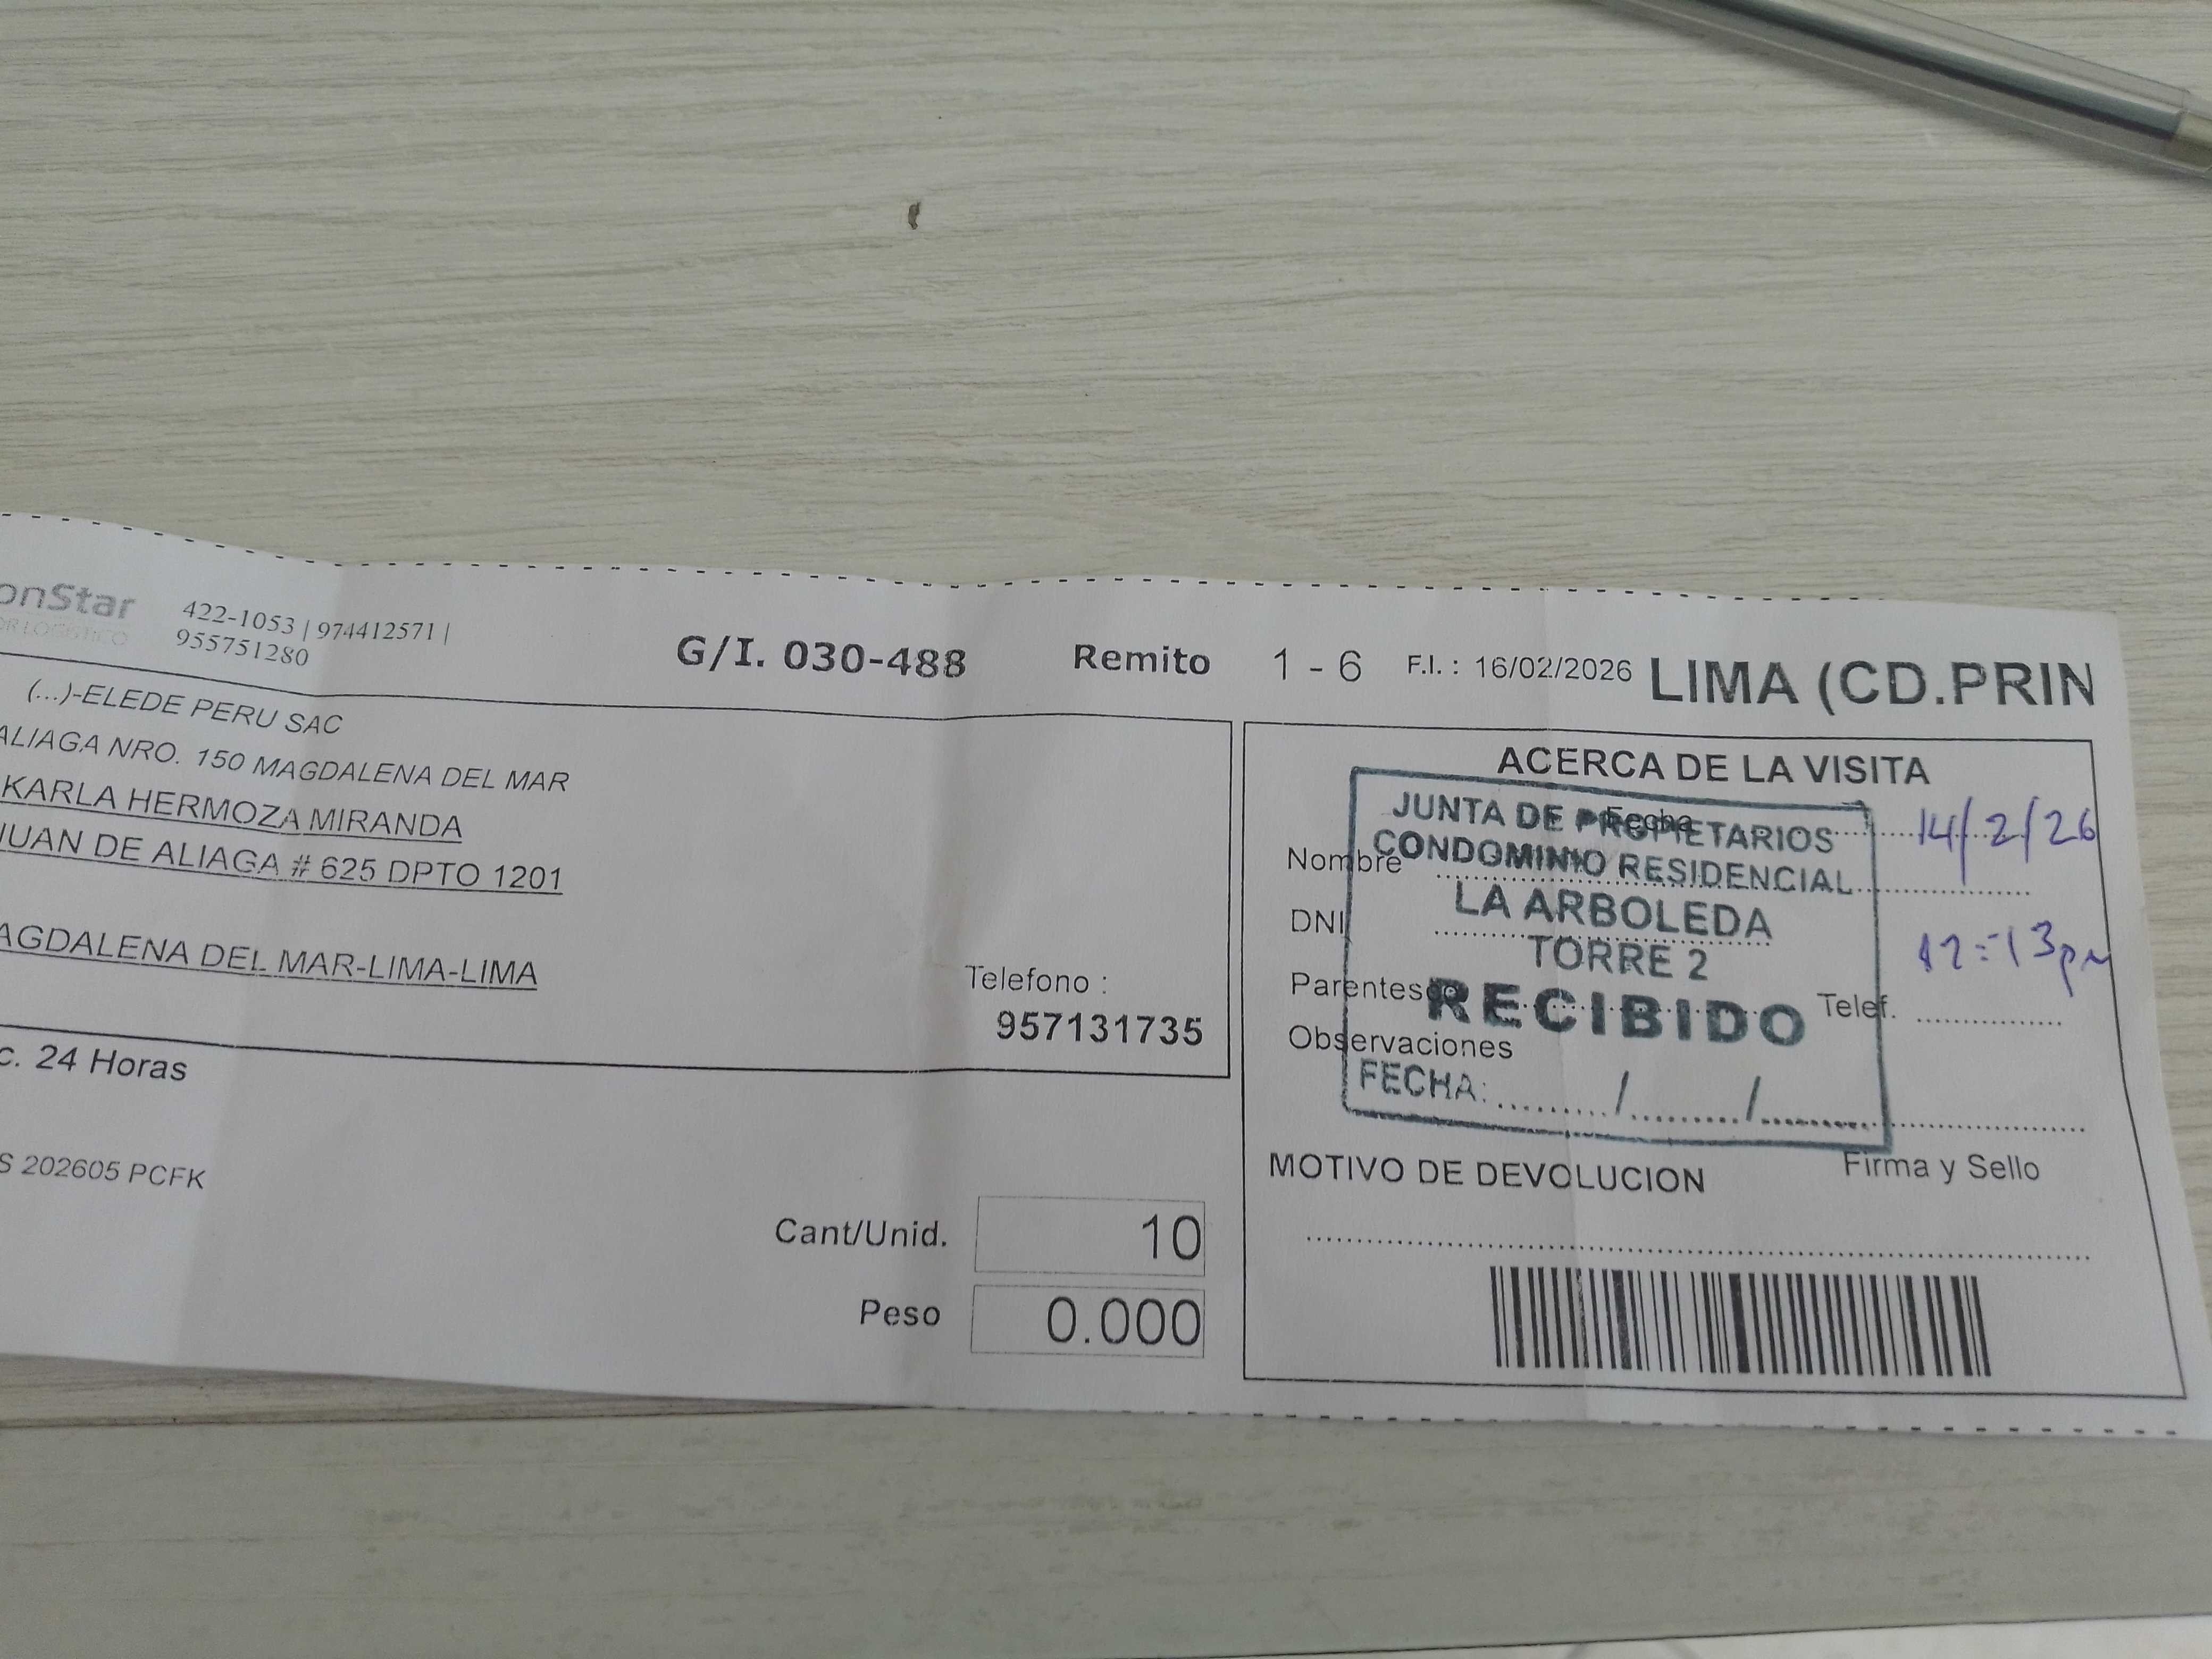 onStar
OR LOGISTICO
422-1053 | 974412571 |
955751280
G/I. 030-488
Remito 1 - 6
F.I. : 16/02/2026
LIMA (CD.PRIN
(...)-ELEDE PERU SAC
ALIAGA NRO. 150 MAGDALENA DEL MAR
KARLA HERMOZA MIRANDA
JUAN DE ALIAGA # 625 DPTO 1201
AGDALENA DEL MAR-LIMA-LIMA
Telefono :
957131735
c. 24 Horas
S 202605 PCFK
Cant/Unid. 10
Peso 0.000
ACERCA DE LA VISITA
Fecha 14/2/26
Nombre
DNI
12:13pm
Parentesco
Telef.
Observaciones
JUNTA DE PROPIETARIOS
CONDOMINIO RESIDENCIAL
LA ARBOLEDA
TORRE 2
RECIBIDO
FECHA: ......../......../........
Firma y Sello
MOTIVO DE DEVOLUCION